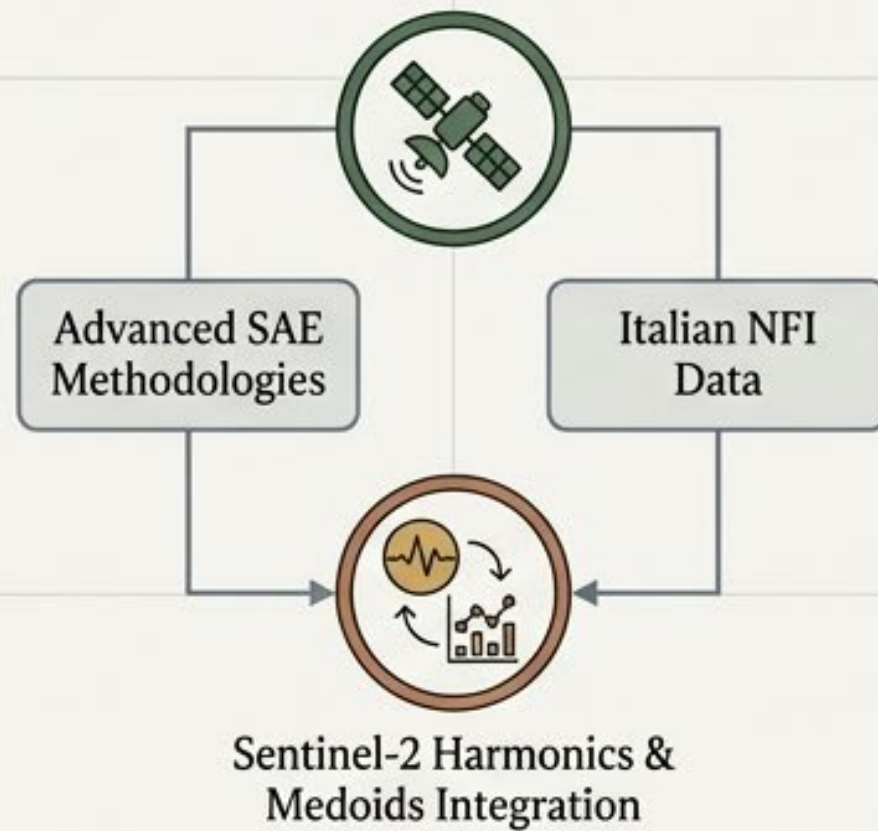 Advanced SAE
Methodologies
Italian NFI
Data
Sentinel-2 Harmonics &
Medoids Integration